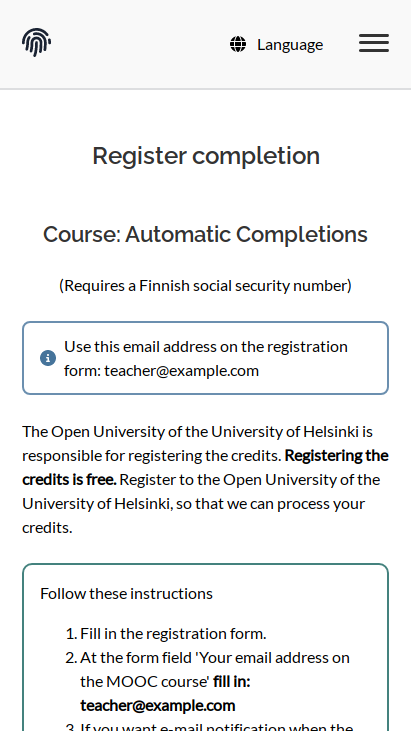 Language
Register completion
Course: Automatic Completions
(Requires a Finnish social security number)
Use this email address on the registration
form: teacher@example.com
The Open University of the University of Helsinki is
responsible for registering the credits. Registering the
credits is free. Register to the Open University of the
University of Helsinki, so that we can process your
credits.
Follow these instructions
1. Fill in the registration form.
2. At the form field 'Your email address on
the MOOC course' fill in:
teacher@example.com
3. If you want e-mail notification when the